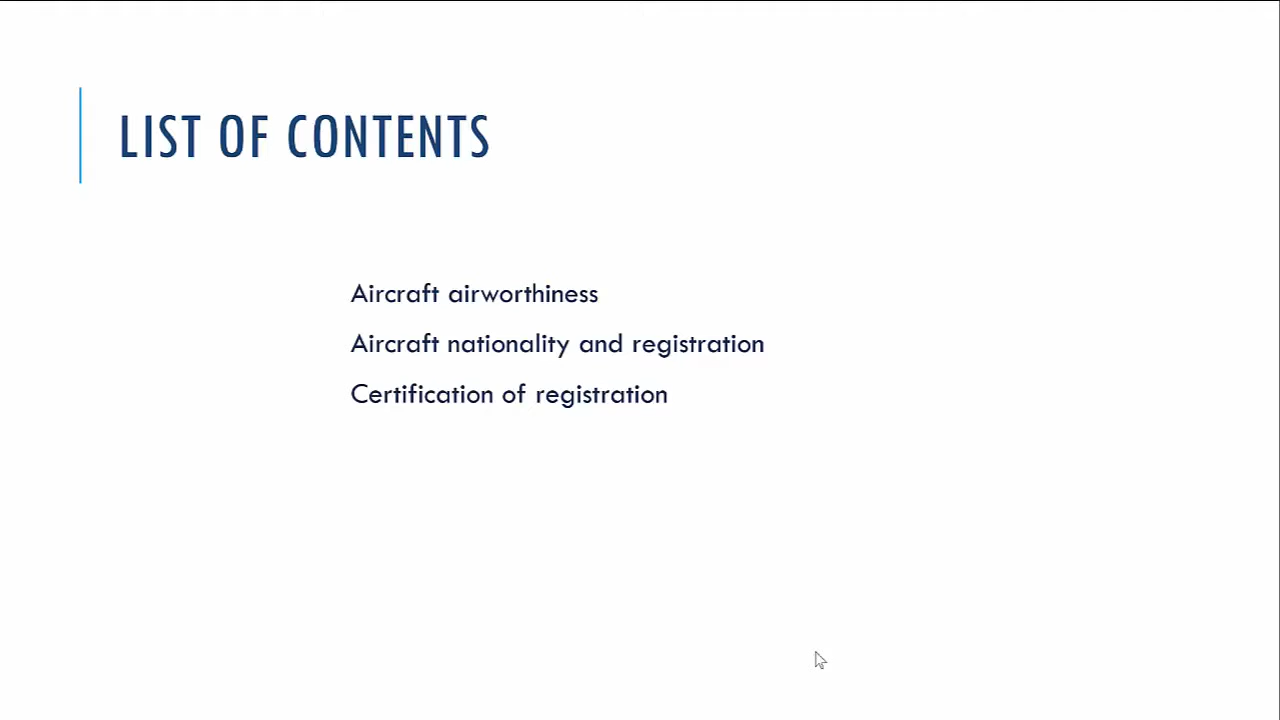 LIST OF CONTENTS
Aircraft airworthiness
Aircraft nationality and registration
Certification of registration